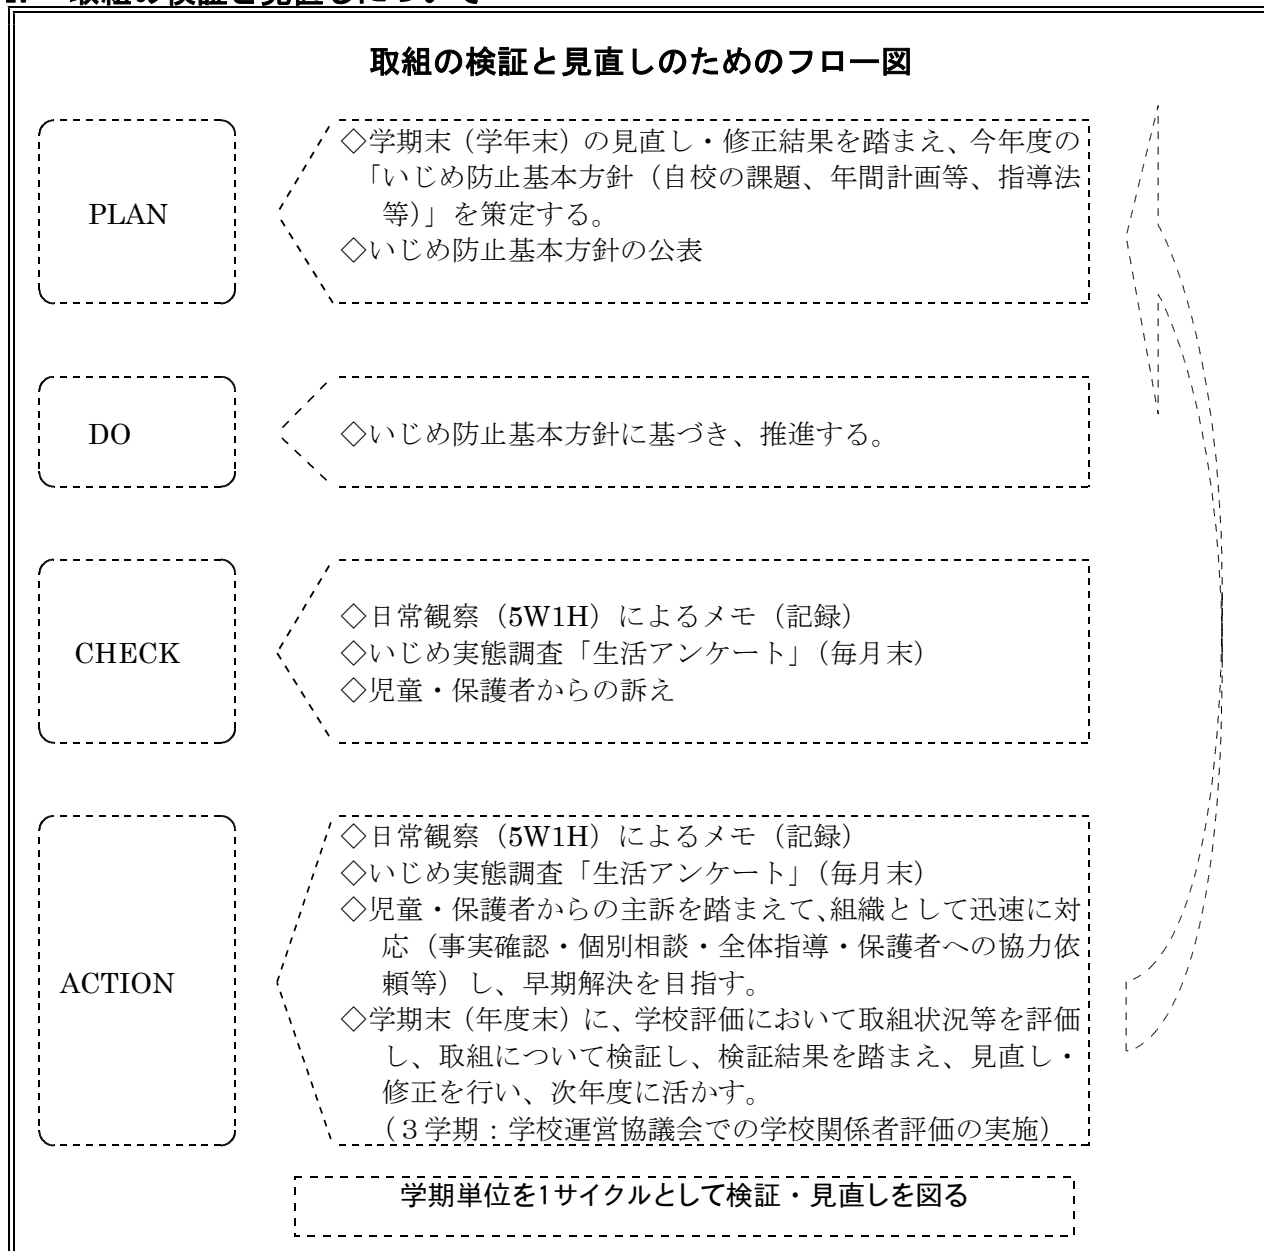 取組の検証と見直しについて
取組の検証と見直しのためのフロー図
PLAN
◇学期末（学年末）の見直し・修正結果を踏まえ、今年度の
「いじめ防止基本方針（自校の課題、年間計画等、指導法
等）」を策定する。
◇いじめ防止基本方針の公表
DO
◇いじめ防止基本方針に基づき、推進する。
CHECK
◇日常観察（5W1H）によるメモ（記録）
◇いじめ実態調査「生活アンケート」（毎月末）
◇児童・保護者からの訴え
ACTION
◇日常観察（5W1H）によるメモ（記録）
◇いじめ実態調査「生活アンケート」（毎月末）
◇児童・保護者からの主訴を踏まえて、組織として迅速に対
応（事実確認・個別相談・全体指導・保護者への協力依
頼等）し、早期解決を目指す。
◇学期末（年度末）に、学校評価において取組状況等を評価
し、取組について検証し、検証結果を踏まえ、見直し・
修正を行い、次年度に活かす。
（３学期：学校運営協議会での学校関係者評価の実施）
学期単位を1サイクルとして検証・見直しを図る